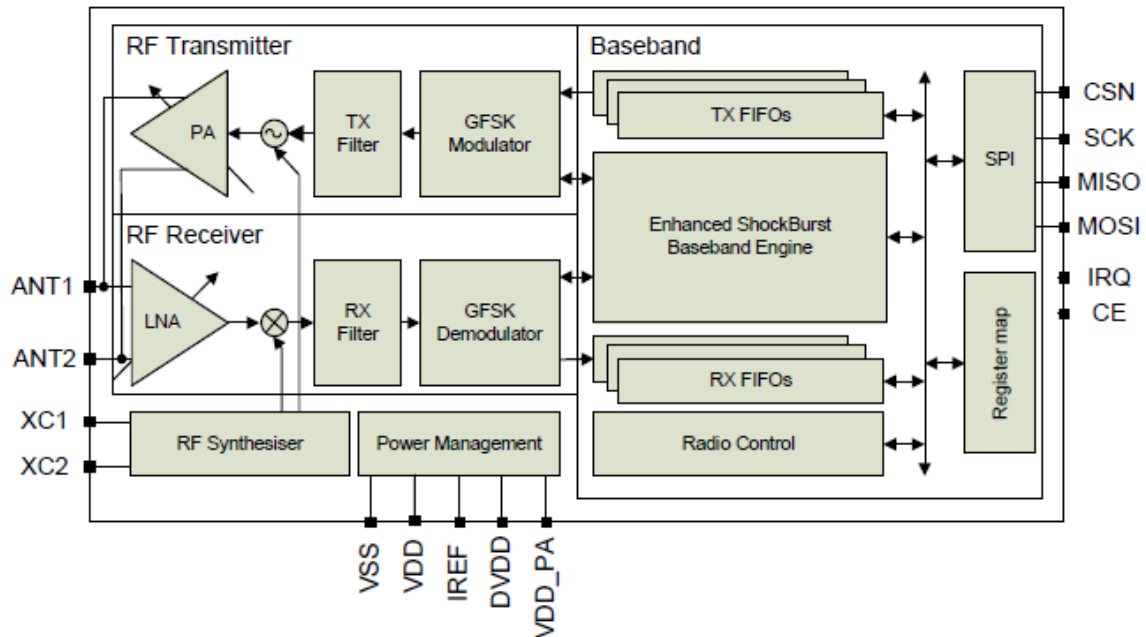 RF Transmitter
Baseband
PA
TX
Filter
GFSK
Modulator
TX FIFOs
SPI
CSN
SCK
MISO
MOSI
Enhanced ShockBurst
Baseband Engine
RF Receiver
ANT1
LNA
RX
Filter
GFSK
Demodulator
IRQ
CE
ANT2
RX FIFOs
Register map
XC1
XC2
RF Synthesiser
Power Management
Radio Control
VSS
VDD
IREF
DVDD
VDD_PA